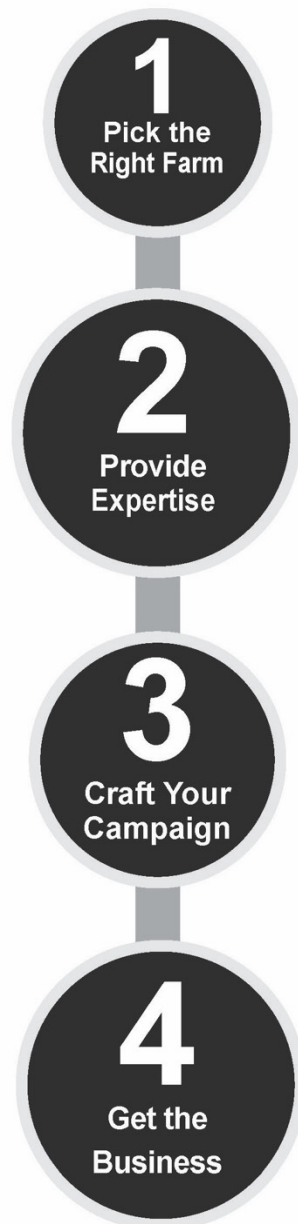 1
Pick the
Right Farm
2
Provide
Expertise
3
Craft Your
Campaign
4
Get the
Business